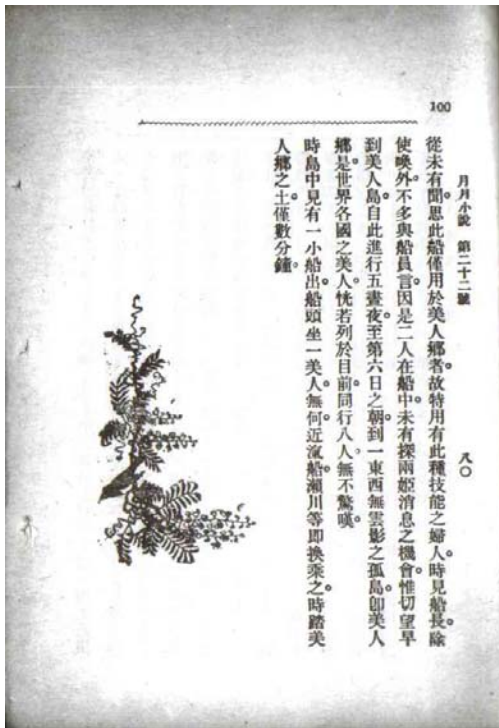 100
月月小說 第二十二號 八〇
從未有聞。思此船僅用於美人鄉者。故特用有此種技能之婦人。時見船長。除
使喚外。不多與船員言。因是二人在船中。未有探兩姫消息之機會。惟切望早
到美人島。自此進行五晝夜。至第六日之朝。到一東西無雲影之孤島。卽美人
鄉。是世界各國之美人。恍若列於目前。同行八人。無不驚嘆。
時島中見有一小船出。船頭坐一美人。無何近滊船。瀨川等卽換乘之。時踏美
人鄉之土。僅數分鐘。